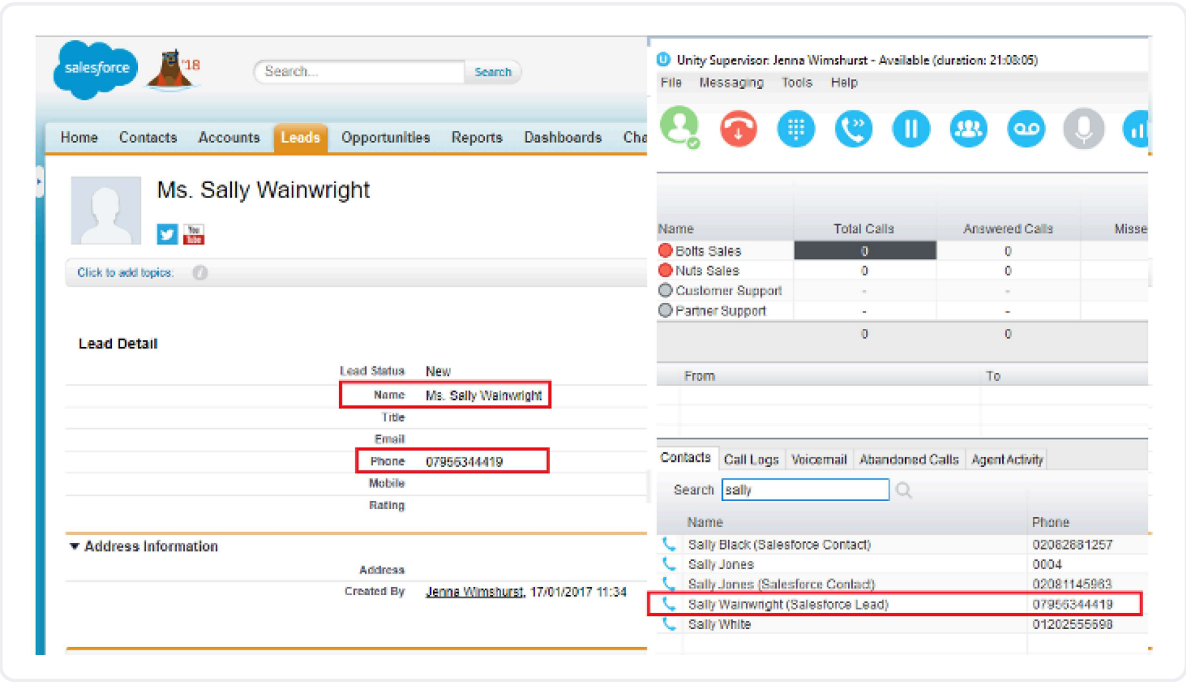 salesforce
'18
Search...
Search
Home Contacts Accounts Leads Opportunities Reports Dashboards Cha
Ms. Sally Wainwright
You
Tube
Click to add topics:
Lead Detail
Lead Status New
Name Ms. Sally Wainwright
Title
Email
Phone 07956344419
Mobile
Rating
Address Information
Address
Created By Jenna Wimshurst, 17/01/2017 11:34
Unity Supervisor: Jenna Wimshurst - Available (duration: 21:08:05)
File Messaging Tools Help
Name Total Calls Answered Calls Misse
Bolts Sales 0 0
Nuts Sales 0 0
Customer Support - -
Partner Support - -
0 0
From To
Contacts Call Logs Voicemail Abandoned Calls Agent Activity
Search sally
Name Phone
Sally Black (Salesforce Contact) 02082881257
Sally Jones 0004
Sally Jones (Salesforce Contact) 02081145963
Sally Wainwright (Salesforce Lead) 07956344419
Sally White 01202555698